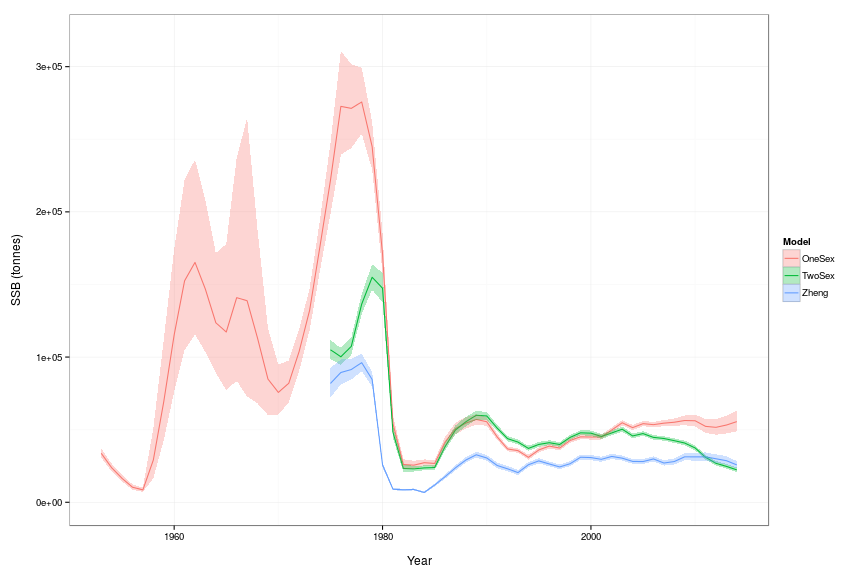 3e+05
2e+05
1e+05
0e+00
SSB (tonnes)
1960
1980
2000
Year
Model
OneSex
TwoSex
Zheng